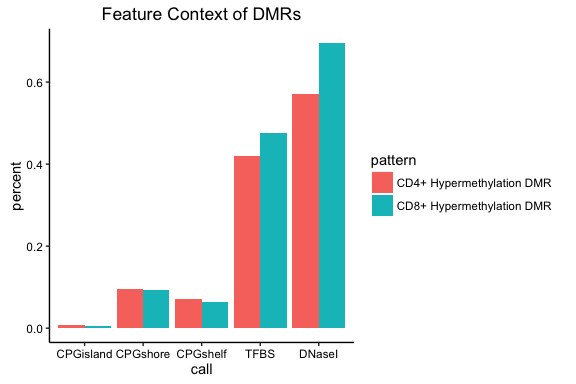 Feature Context of DMRs
percent
0.6
0.4
0.2
0.0
CPGisland CPGshore CPGshelf TFBS DNaseI
call
pattern
CD4+ Hypermethylation DMR
CD8+ Hypermethylation DMR